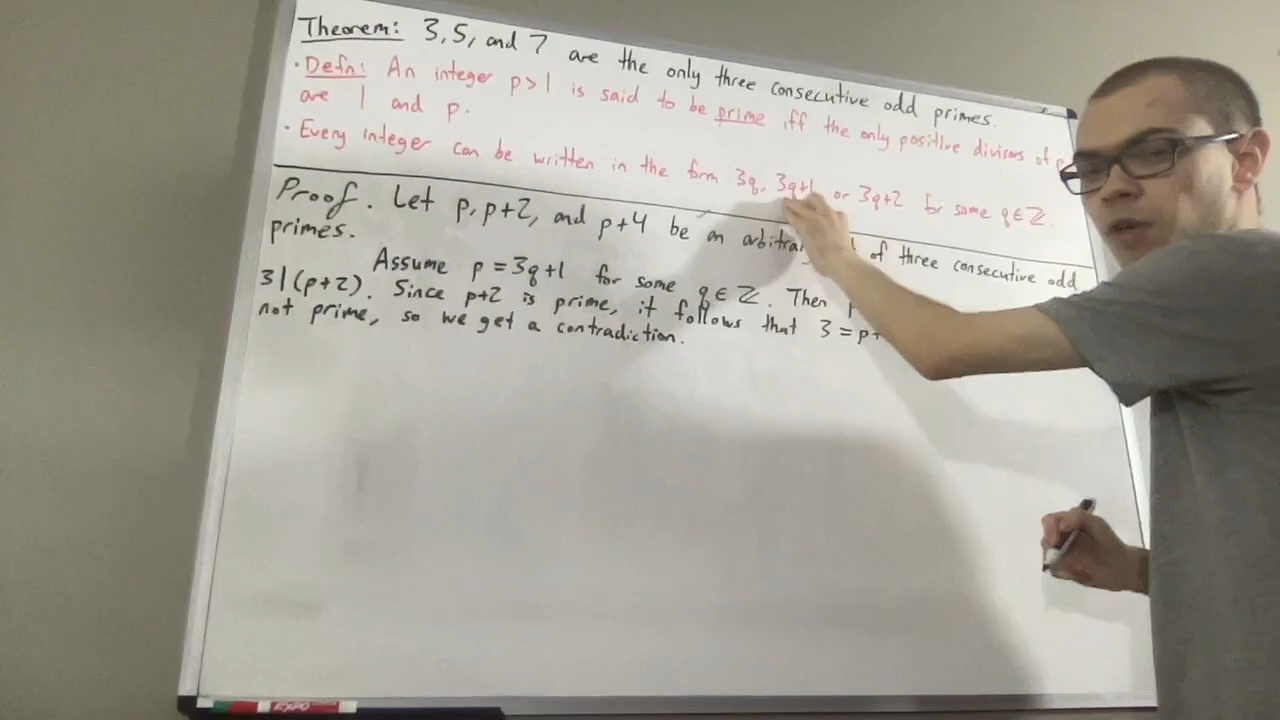 Theorem: 3, 5, and 7 are the only three consecutive odd primes.
• Defn: An integer p>1 is said to be prime iff the only positive divisors of
are 1 and p.
• Every integer can be written in the form 3q, 3q+1 or 3q+2 for some q∈ℤ.
Proof. Let p, p+2, and p+4 be an of three consecutive odd
primes.
Assume p=3q+1 for some q∈ℤ. Then
3|(p+2). Since p+2 is prime, it follows that 3=p+
not prime, so we get a contradiction.
EXPO